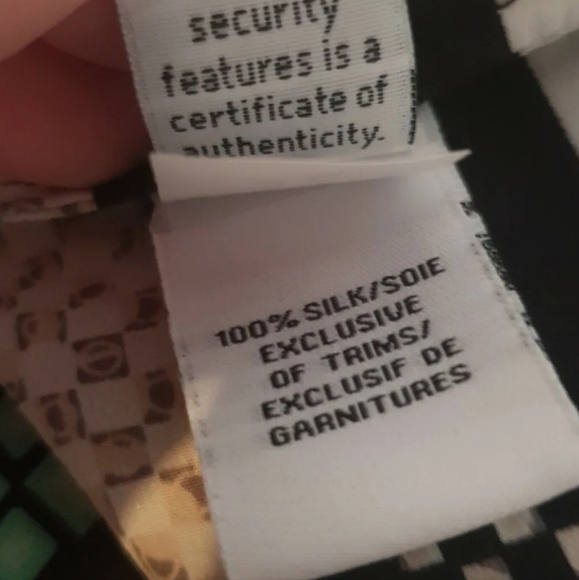 security
features is a
certificate of
authenticity.
100% SILK/SOIE
EXCLUSIVE
OF TRIMS/
EXCLUSIF DE
GARNITURES